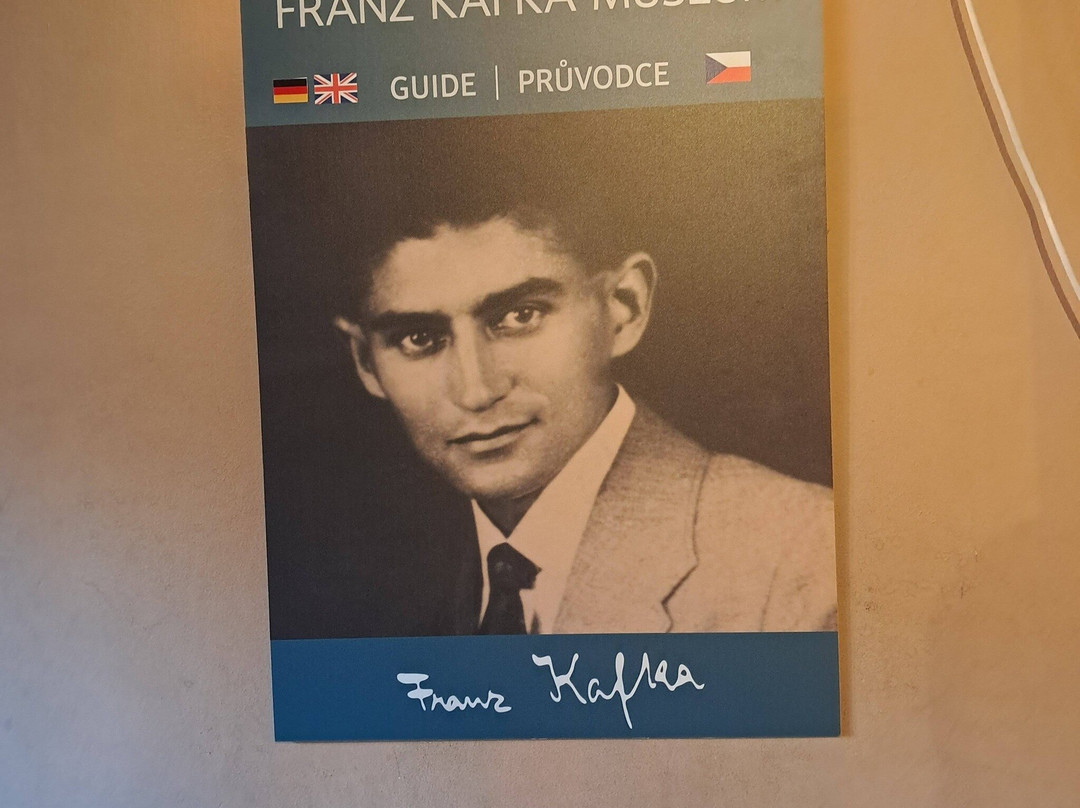 FRANZ KAFKA MUSEUM
GUIDE | PRŮVODCE
Franz Kafka